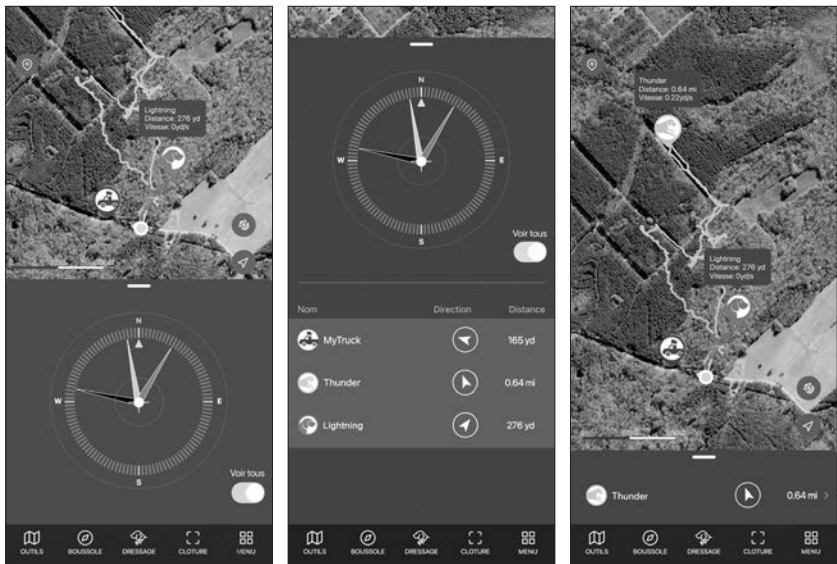 Lightning
Distance: 276 yd
Vitesse: 0yd/s
N
W
E
S
Voir tous
OUTILS
BOUSSOLE
DRESSAGE
CLOTURE
MENU
N
W
E
S
Voir tous
Nom
Direction
Distance
MyTruck
165 yd
Thunder
0.64 mi
Lightning
276 yd
OUTILS
BOUSSOLE
DRESSAGE
CLOTURE
MENU
Thunder
Distance: 0.64 mi
Vitesse: 0.22yd/s
Lightning
Distance: 276 yd
Vitesse: 0yd/s
Thunder
0.64 mi
OUTILS
BOUSSOLE
DRESSAGE
CLOTURE
MENU